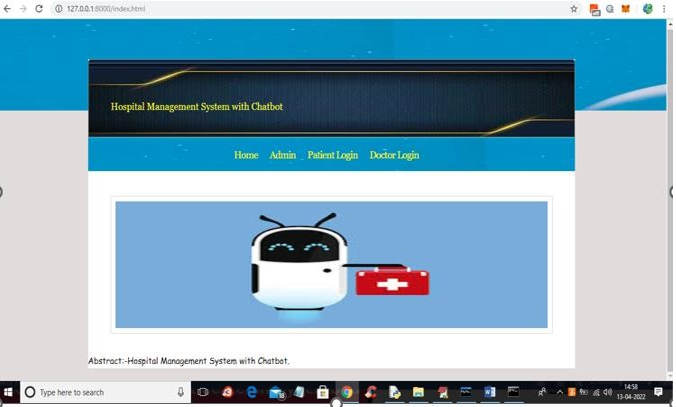 127.0.0.1:8000/index.html
Hospital Management System with Chatbot
Home Admin Patient Login Doctor Login
Abstract:-Hospital Management System with Chatbot.
Type here to search
14:58
13-04-2022